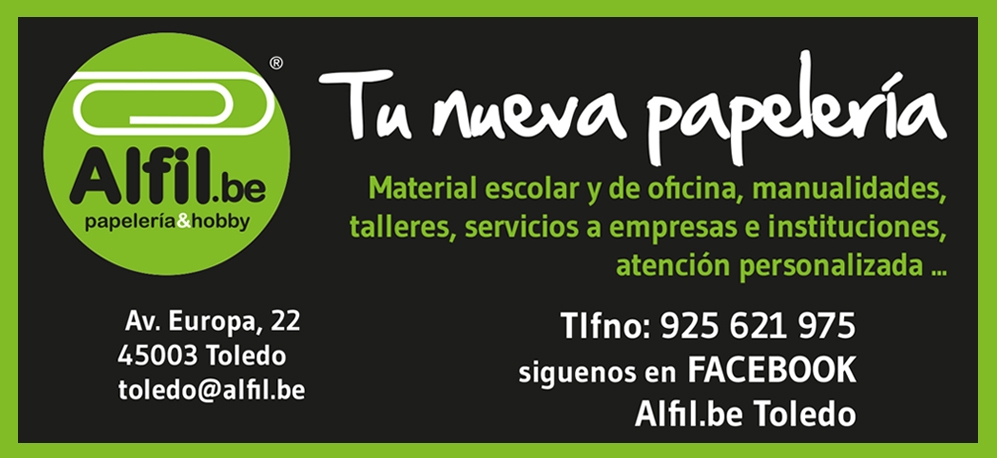 Alfil.be
papelería&hobby
®
Tu nueva papelería
Material escolar y de oficina, manualidades,
talleres, servicios a empresas e instituciones,
atención personalizada ...
Av. Europa, 22
45003 Toledo
toledo@alfil.be
Tlfno: 925 621 975
siguenos en FACEBOOK
Alfil.be Toledo